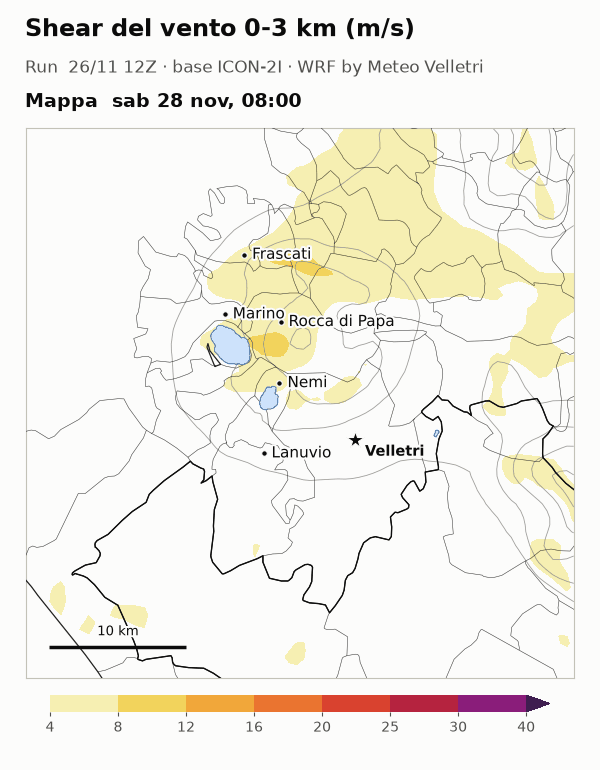 Shear del vento 0-3 km (m/s)
Run  26/11 12Z · base ICON-2I · WRF by Meteo Velletri
Mappa  sab 28 nov, 08:00
Frascati
Marino
Rocca di Papa
Nemi
Velletri
Lanuvio
10 km
4 8 12 16 20 25 30 40